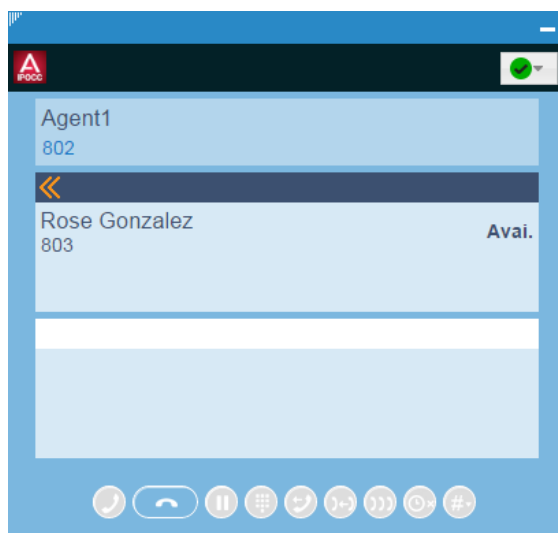 A
IPOCC
Agent1
802
Rose Gonzalez
803
Avai.
#